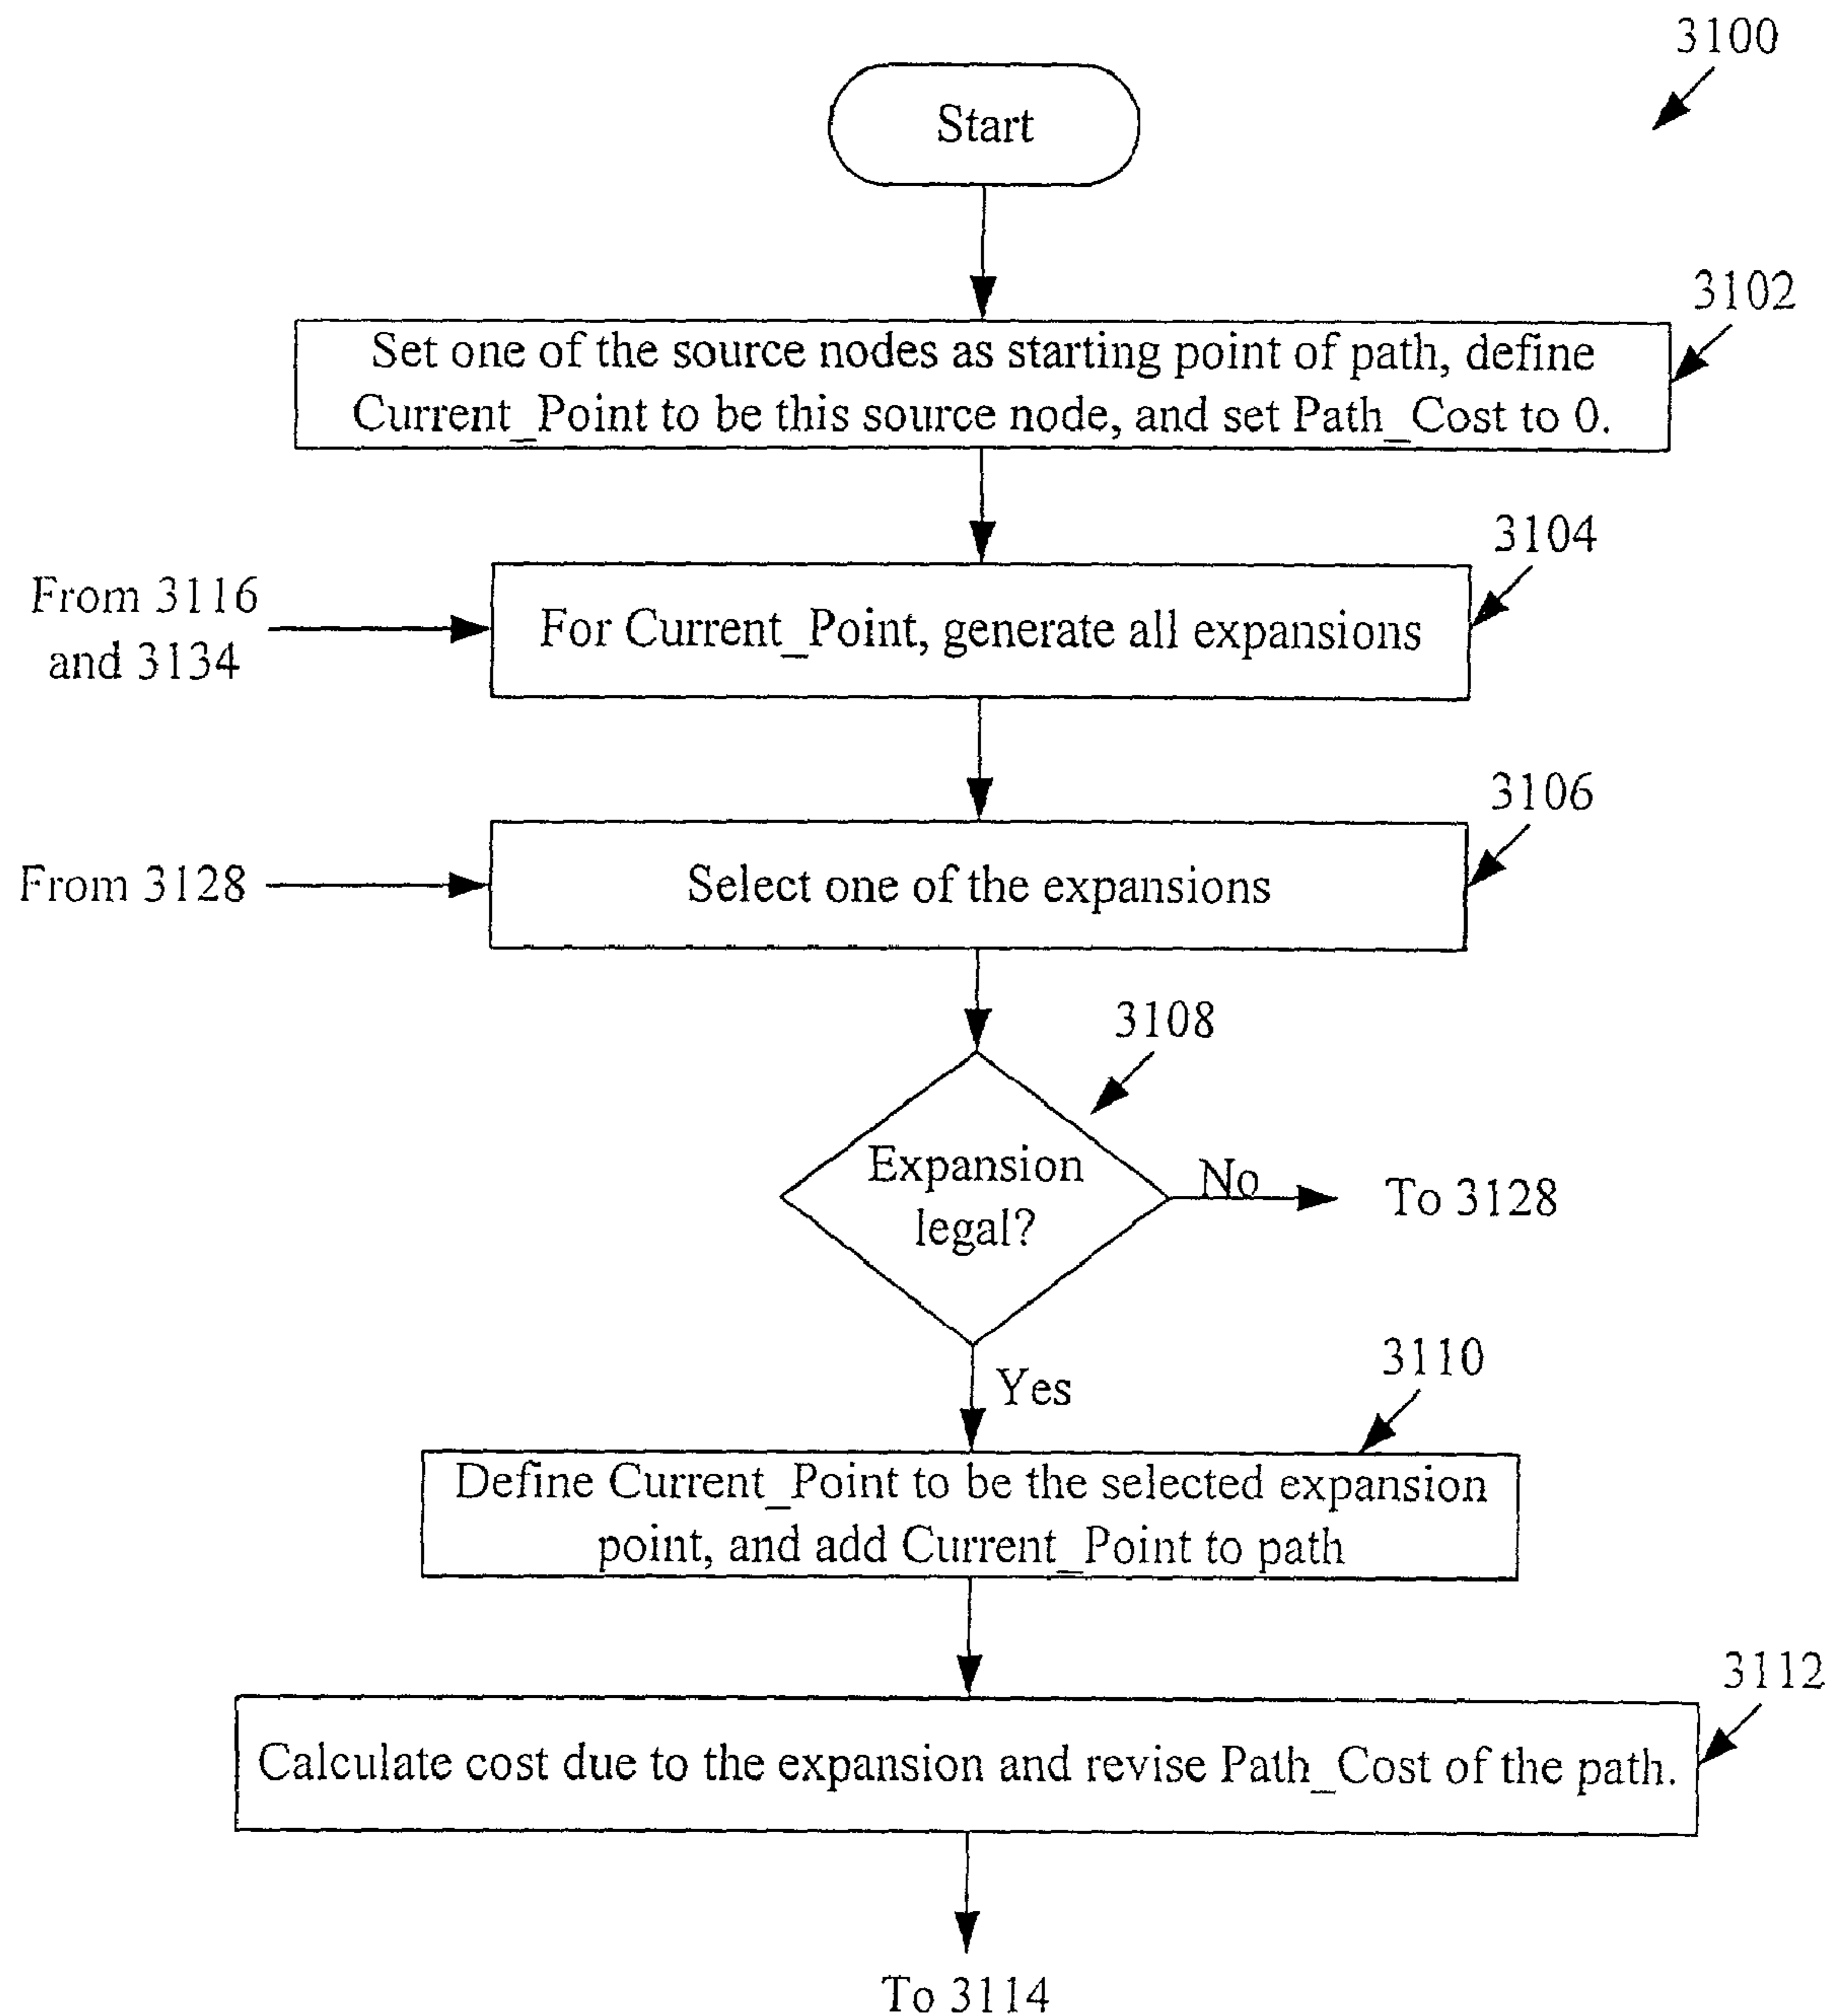 3100
Start
3102
Set one of the source nodes as starting point of path, define
Current_Point to be this source node, and set Path_Cost to 0.
3104
From 3116
and 3134
For Current_Point, generate all expansions
3106
From 3128
Select one of the expansions
3108
Expansion
legal?
No
To 3128
Yes
3110
Define Current_Point to be the selected expansion
point, and add Current_Point to path
3112
Calculate cost due to the expansion and revise Path_Cost of the path.
To 3114